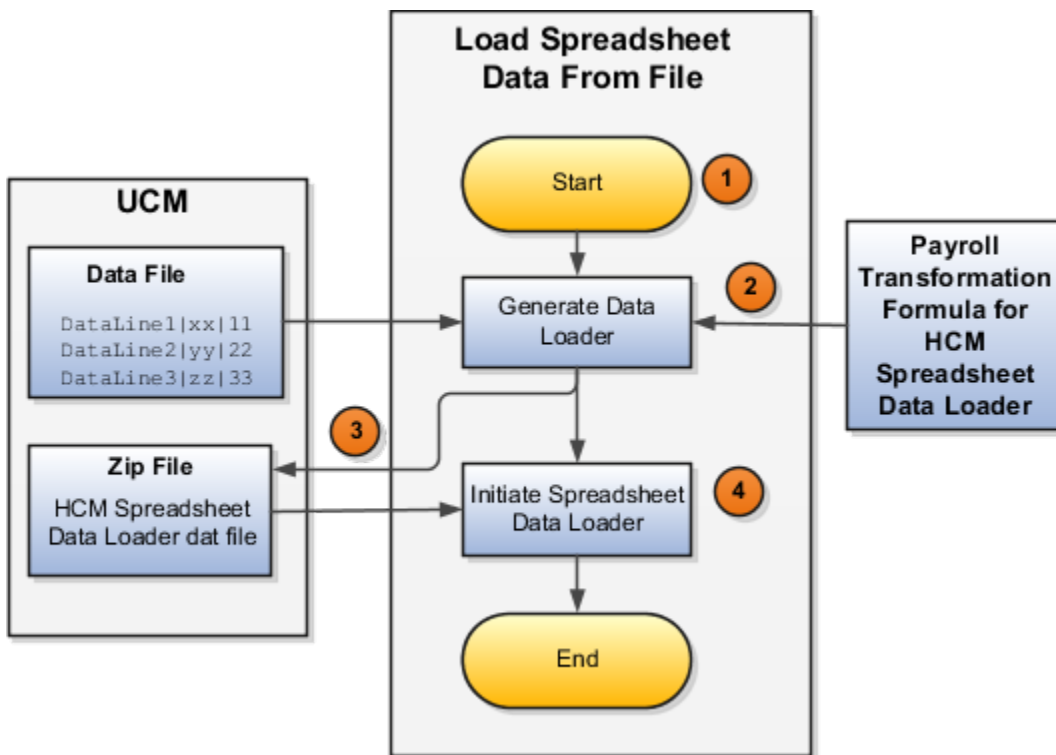 Load Spreadsheet
Data From File
Start
1
UCM
Data File
DataLine1|xx|11
DataLine2|yy|22
DataLine3|zz|33
Generate Data
Loader
2
Payroll
Transformation
Formula for
HCM
Spreadsheet
Data Loader
3
Zip File
HCM Spreadsheet
Data Loader dat file
Initiate Spreadsheet
Data Loader
4
End